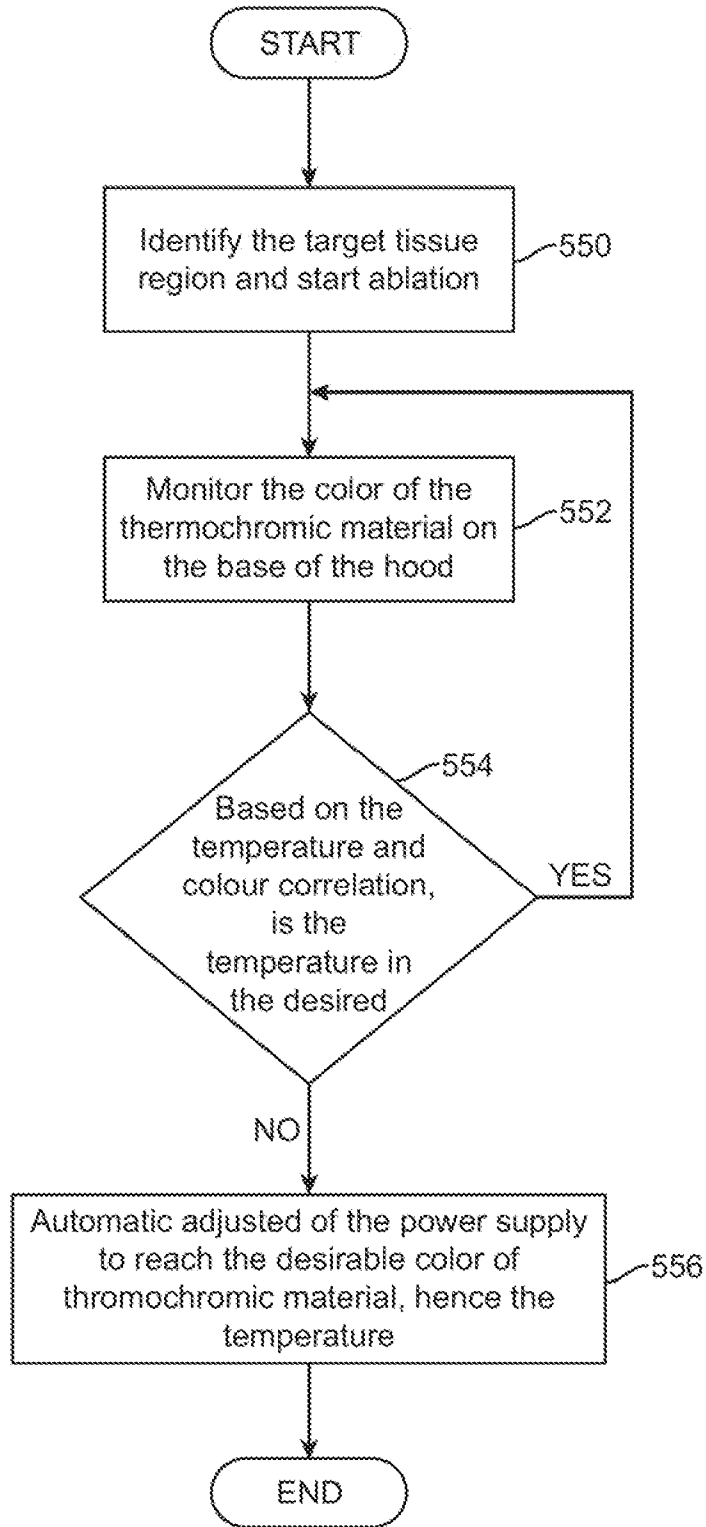 START
Identify the target tissue
region and start ablation
550
Monitor the color of the
thermochromic material on
the base of the hood
552
554
Based on the
temperature and
colour correlation,
is the
temperature in
the desired
YES
NO
Automatic adjusted of the power supply
to reach the desirable color of
thromochromic material, hence the
temperature
556
END